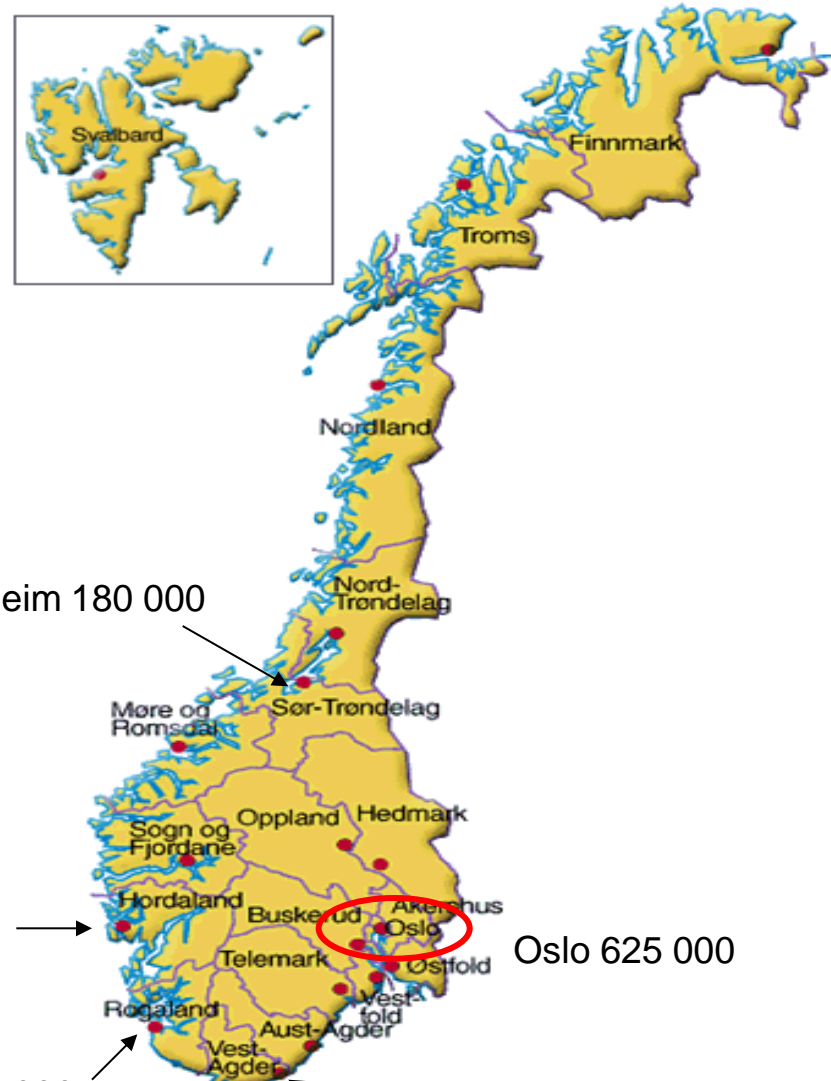 Svalbard
Finnmark
Troms
Nordland
Nord-
Trøndelag
eim 180 000
Sør-Trøndelag
Møre og
Romsdal
Oppland
Hedmark
Sogn og
Fjordane
Hordaland
Akershus
Buskerud
Oslo
Oslo 625 000
Telemark
Østfold
Vest-
fold
Rogaland
Aust-Agder
Vest-
Agder